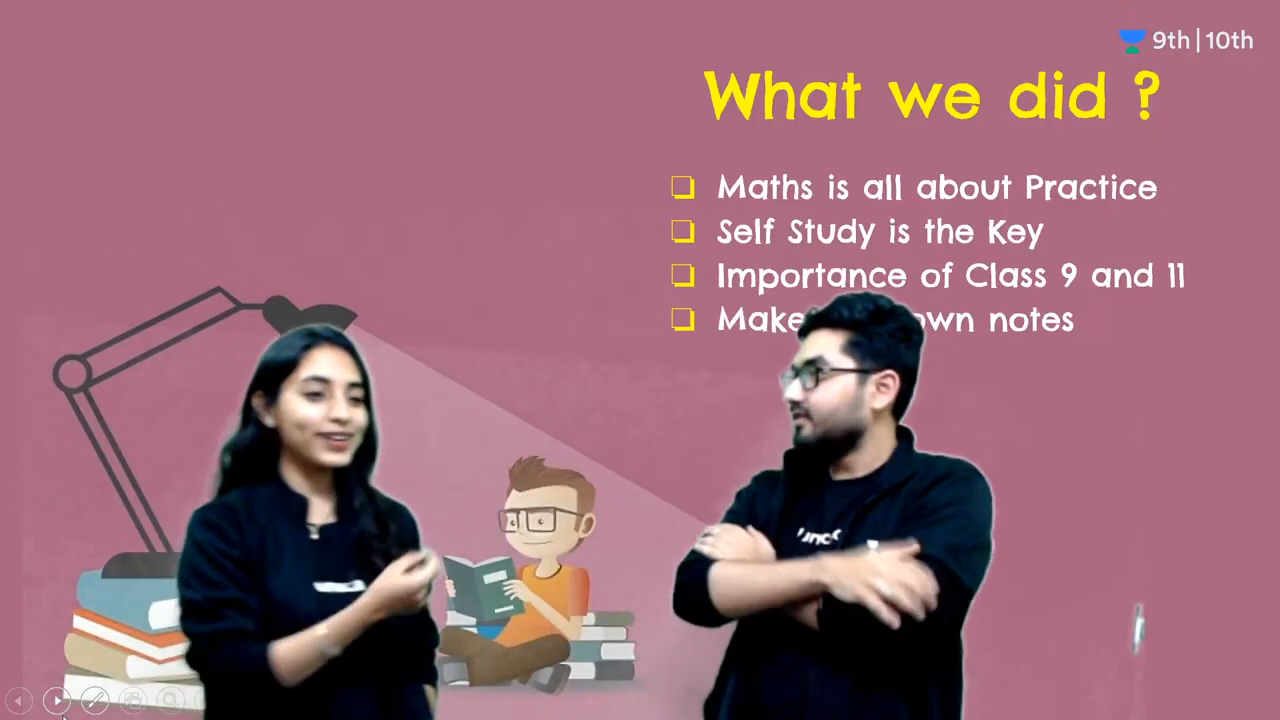 9th|10th
What we did ?
Maths is all about Practice
Self Study is the Key
Importance of Class 9 and 11
Make own notes